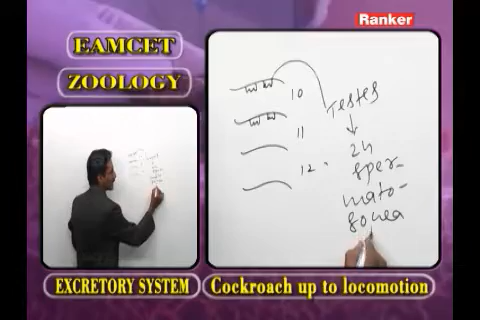 Ranker
EAMCET
ZOOLOGY
10
11
12
Testes
24
sper-
mato-
gonea
EXCRETORY SYSTEM
Cockroach up to locomotion